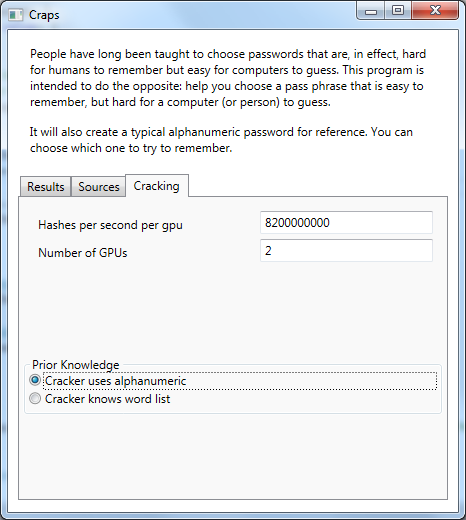 Craps
People have long been taught to choose passwords that are, in effect, hard
for humans to remember but easy for computers to guess. This program is
intended to do the opposite: help you choose a pass phrase that is easy to
remember, but hard for a computer (or person) to guess.
It will also create a typical alphanumeric password for reference. You can
choose which one to try to remember.
Results Sources Cracking
Hashes per second per gpu 8200000000
Number of GPUs 2
Prior Knowledge
Cracker uses alphanumeric
Cracker knows word list